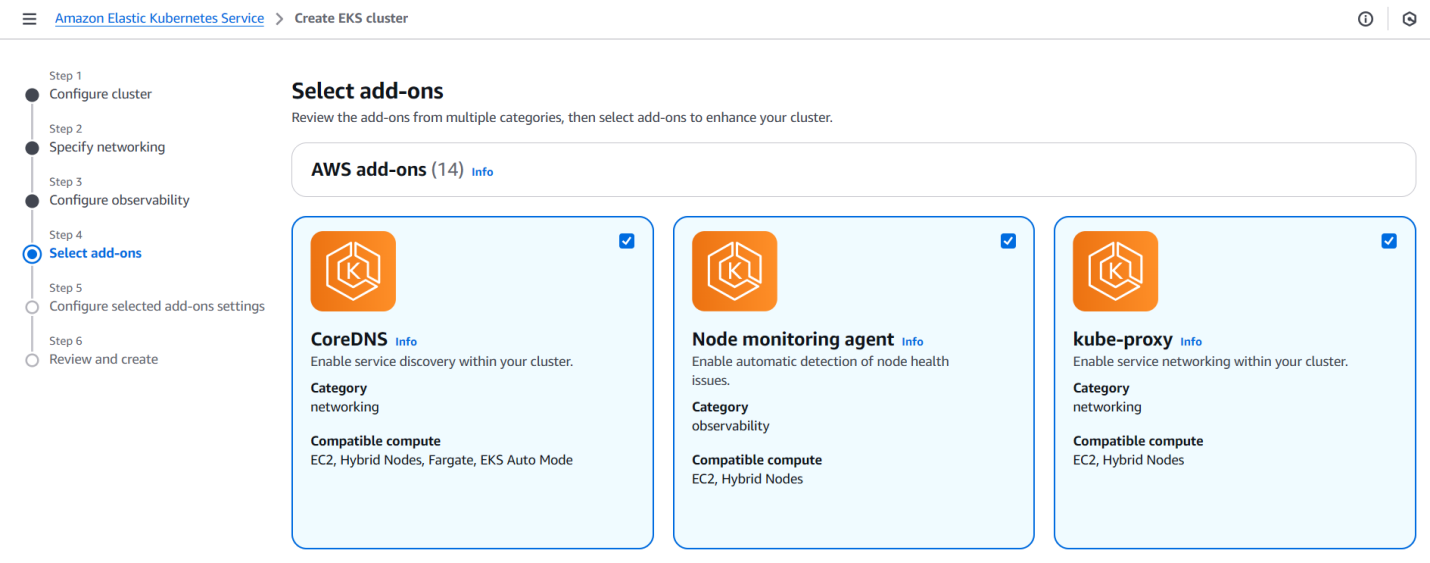 Amazon Elastic Kubernetes Service > Create EKS cluster
Step 1
Configure cluster
Step 2
Specify networking
Step 3
Configure observability
Step 4
Select add-ons
Step 5
Configure selected add-ons settings
Step 6
Review and create
Select add-ons
Review the add-ons from multiple categories, then select add-ons to enhance your cluster.
AWS add-ons (14) Info
K
CoreDNS Info
Enable service discovery within your cluster.
Category
networking
Compatible compute
EC2, Hybrid Nodes, Fargate, EKS Auto Mode
K
Node monitoring agent Info
Enable automatic detection of node health
issues.
Category
observability
Compatible compute
EC2, Hybrid Nodes
K
kube-proxy Info
Enable service networking within your cluster.
Category
networking
Compatible compute
EC2, Hybrid Nodes